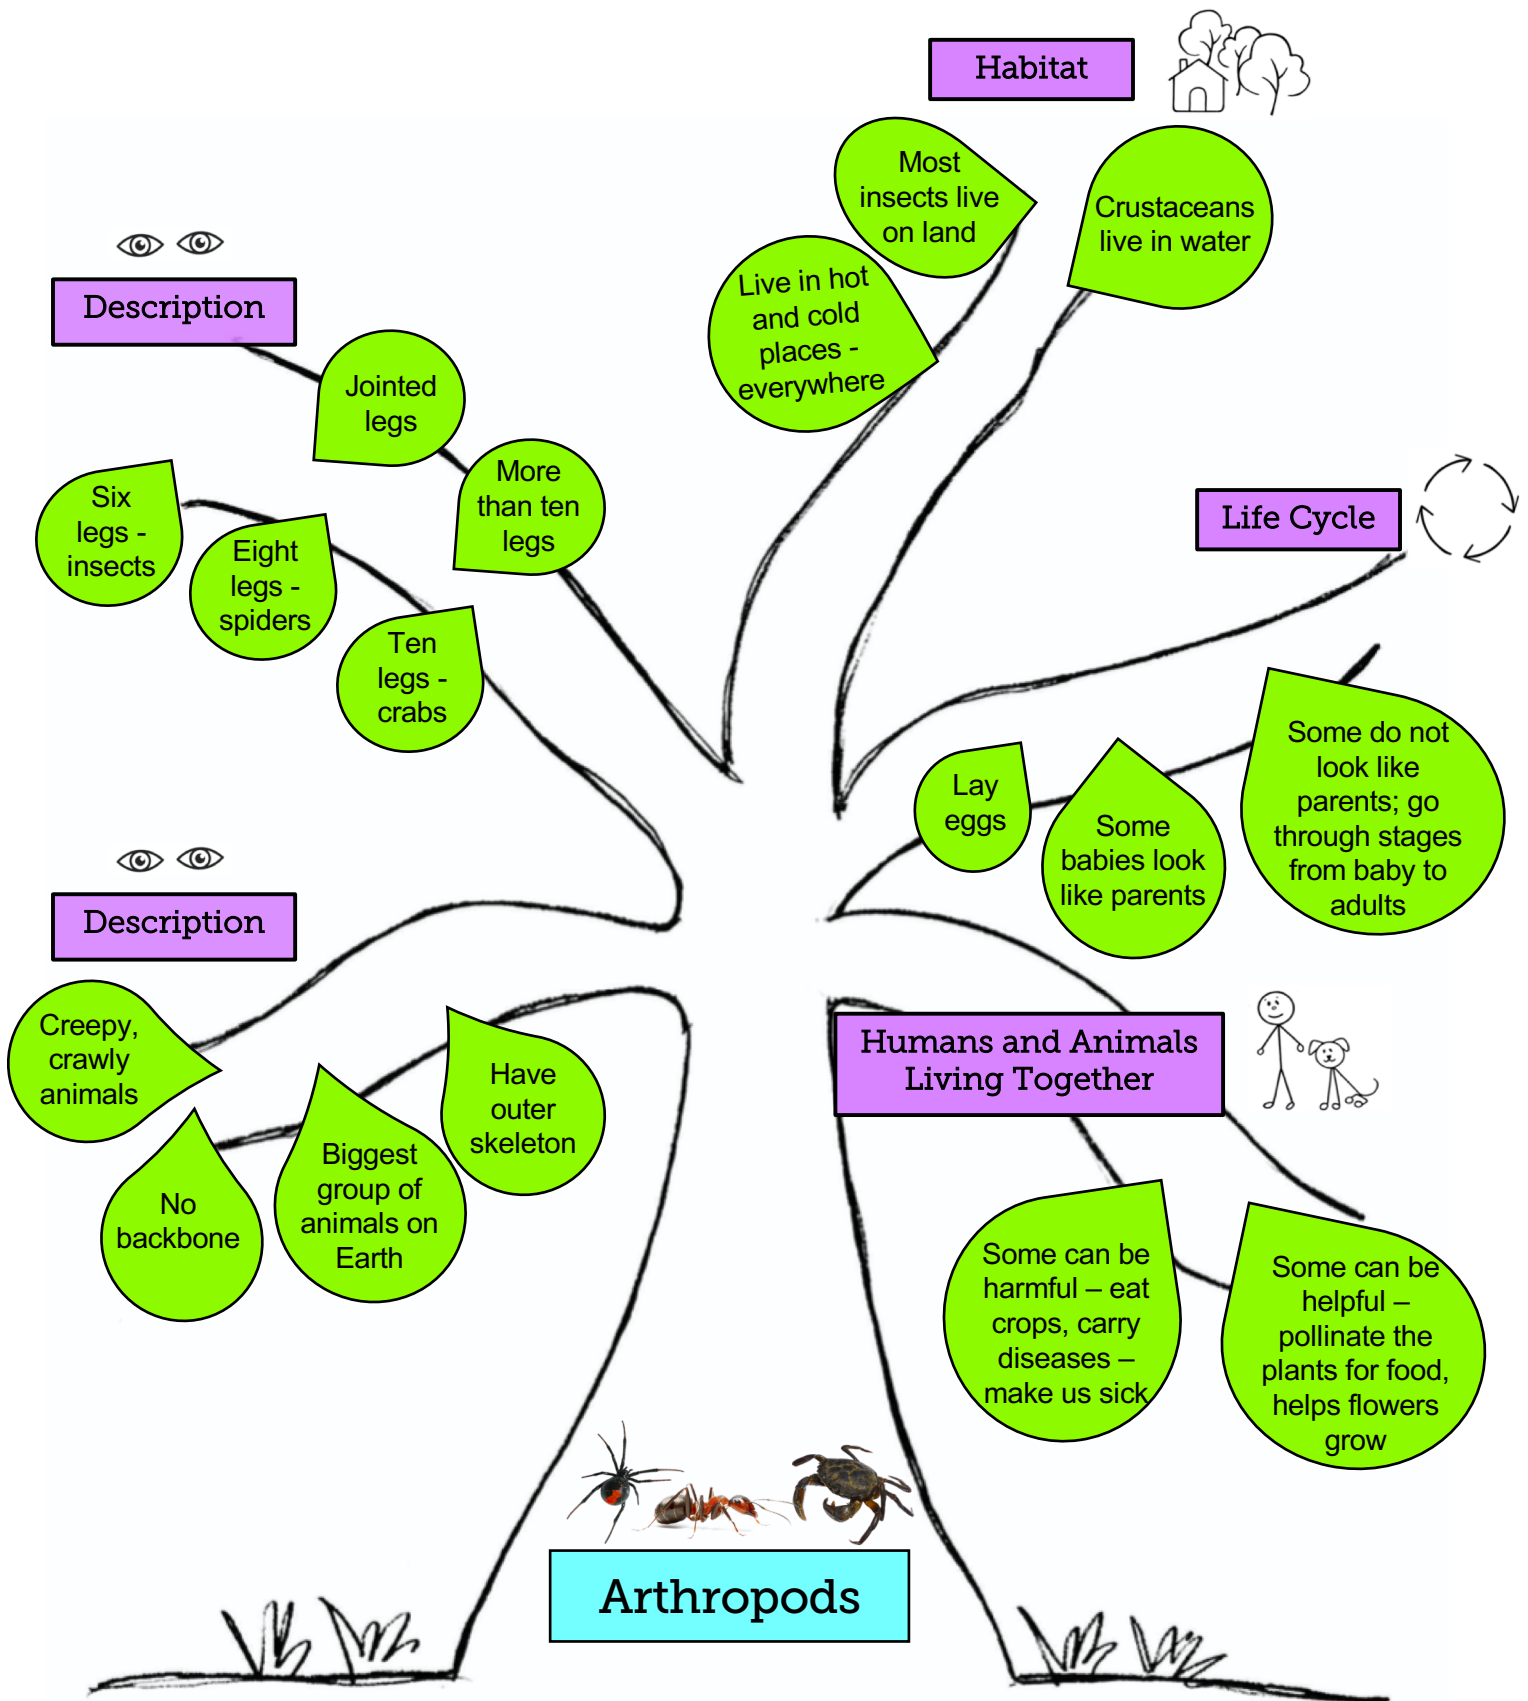 Habitat
Most
insects live
on land
Crustaceans
live in water
Live in hot
and cold
places -
everywhere
Description
Jointed
legs
More
than ten
legs
Six
legs -
insects
Eight
legs -
spiders
Ten
legs -
crabs
Life Cycle
Lay
eggs
Some
babies look
like parents
Some do not
look like
parents; go
through stages
from baby to
adults
Description
Creepy,
crawly
animals
No
backbone
Biggest
group of
animals on
Earth
Have
outer
skeleton
Humans and Animals
Living Together
Some can be
harmful – eat
crops, carry
diseases –
make us sick
Some can be
helpful –
pollinate the
plants for food,
helps flowers
grow
Arthropods